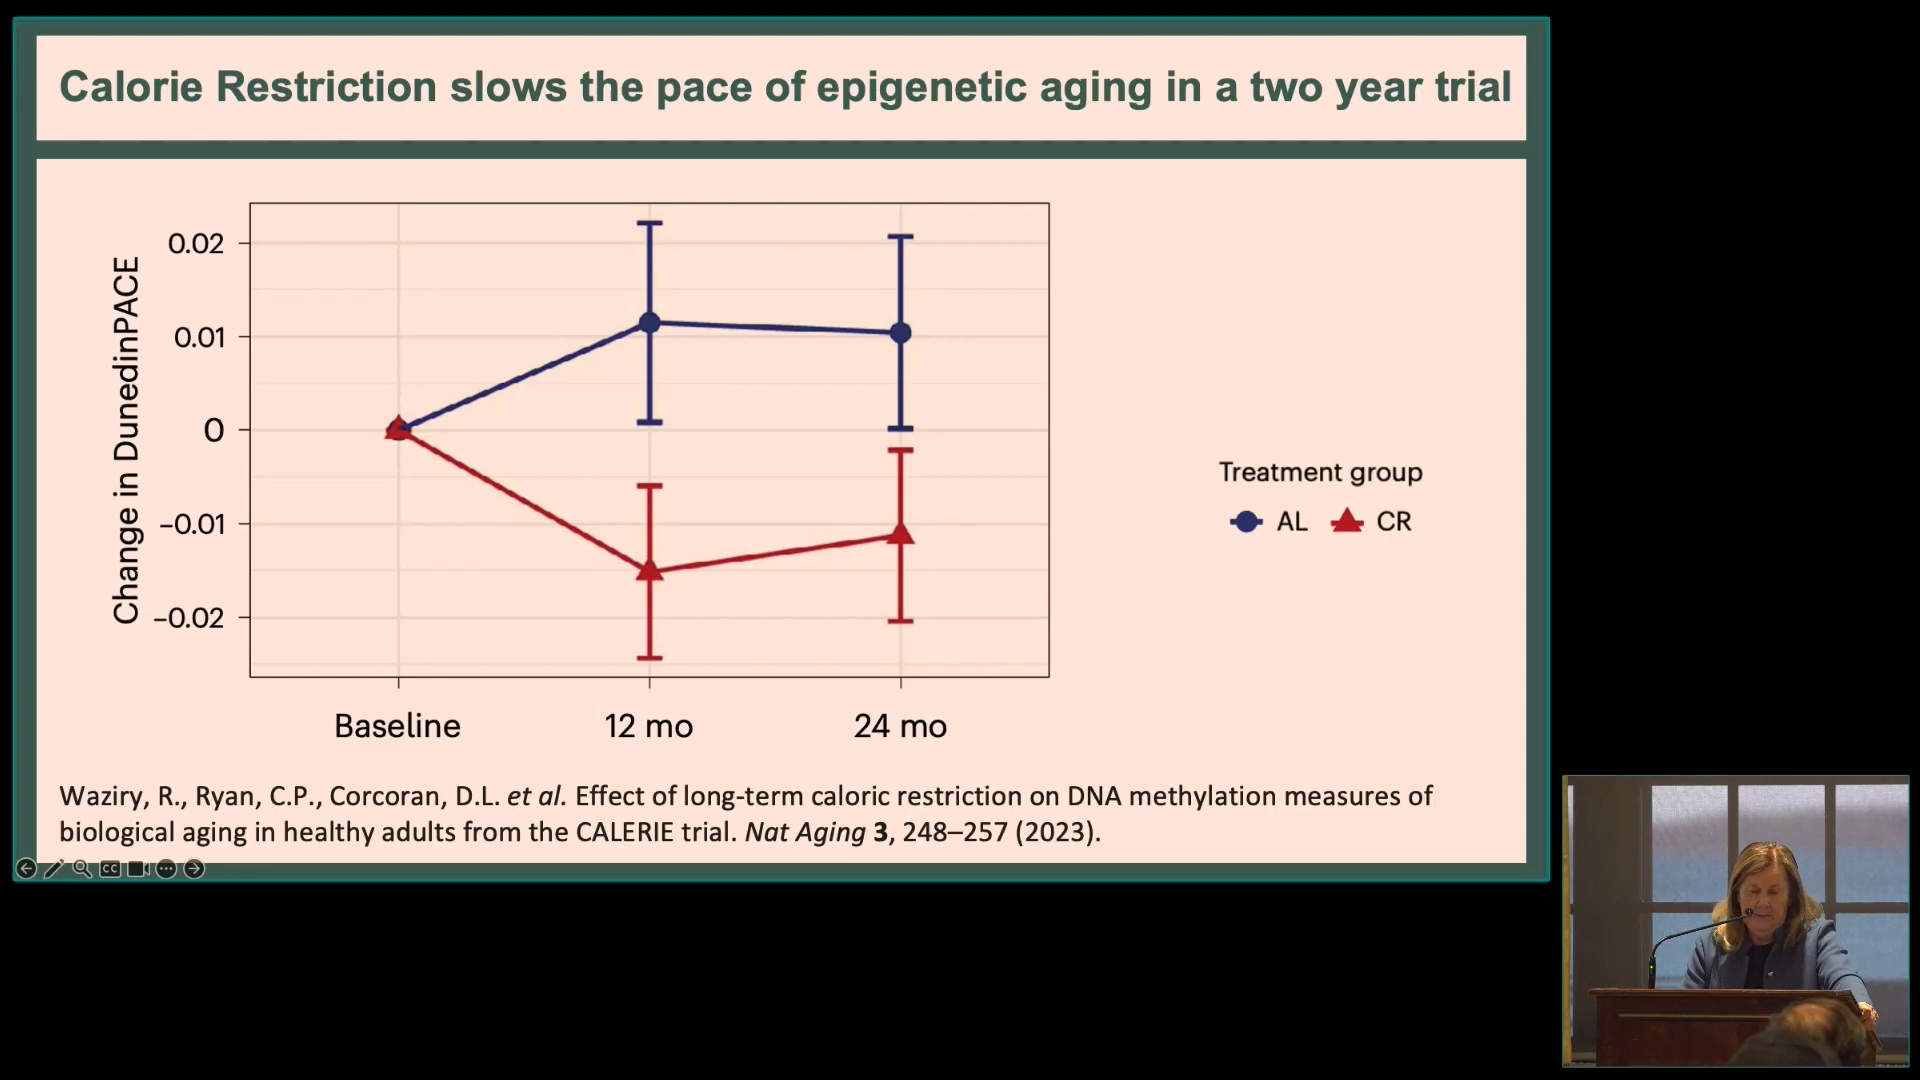 Calorie Restriction slows the pace of epigenetic aging in a two year trial
Change in DunedinPACE
0.02
0.01
0
−0.01
−0.02
Baseline
12 mo
24 mo
Treatment group
AL
CR
Waziry, R., Ryan, C.P., Corcoran, D.L. et al. Effect of long-term caloric restriction on DNA methylation measures of
biological aging in healthy adults from the CALERIE trial. Nat Aging 3, 248–257 (2023).
CC